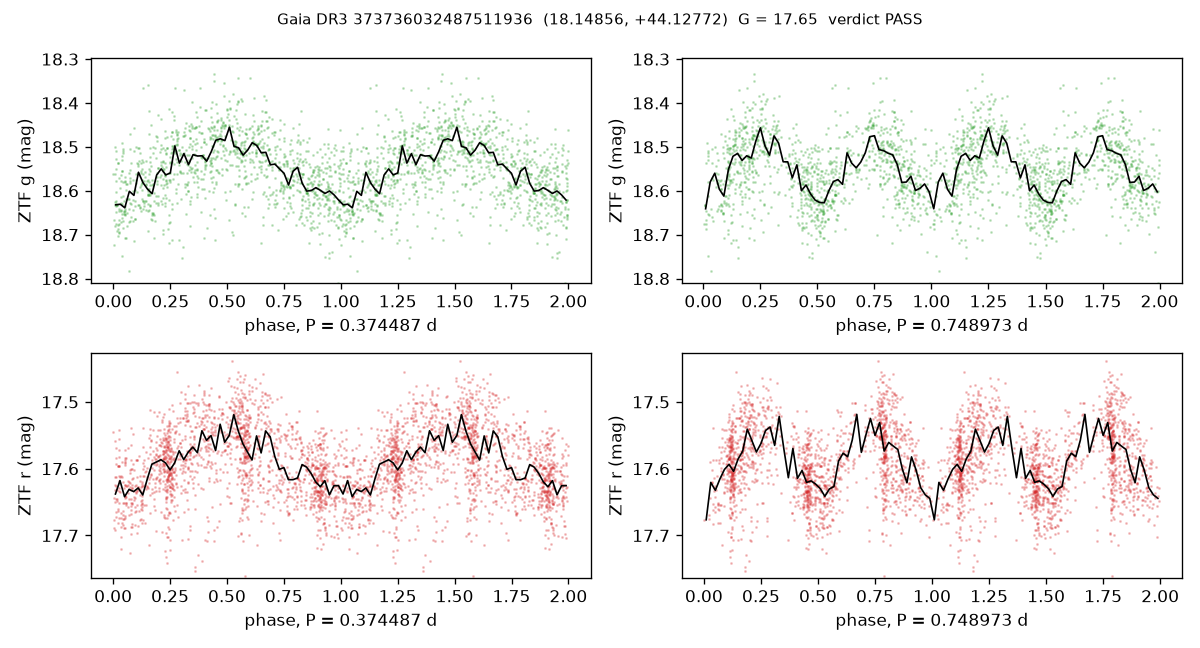 Gaia DR3 373736032487511936  (18.14856, +44.12772)  G = 17.65  verdict PASS
ZTF g (mag)
18.3
18.4
18.5
18.6
18.7
18.8
0.00 0.25 0.50 0.75 1.00 1.25 1.50 1.75 2.00
phase, P = 0.374487 d
ZTF g (mag)
18.3
18.4
18.5
18.6
18.7
18.8
0.00 0.25 0.50 0.75 1.00 1.25 1.50 1.75 2.00
phase, P = 0.748973 d
ZTF r (mag)
17.5
17.6
17.7
0.00 0.25 0.50 0.75 1.00 1.25 1.50 1.75 2.00
phase, P = 0.374487 d
ZTF r (mag)
17.5
17.6
17.7
0.00 0.25 0.50 0.75 1.00 1.25 1.50 1.75 2.00
phase, P = 0.748973 d